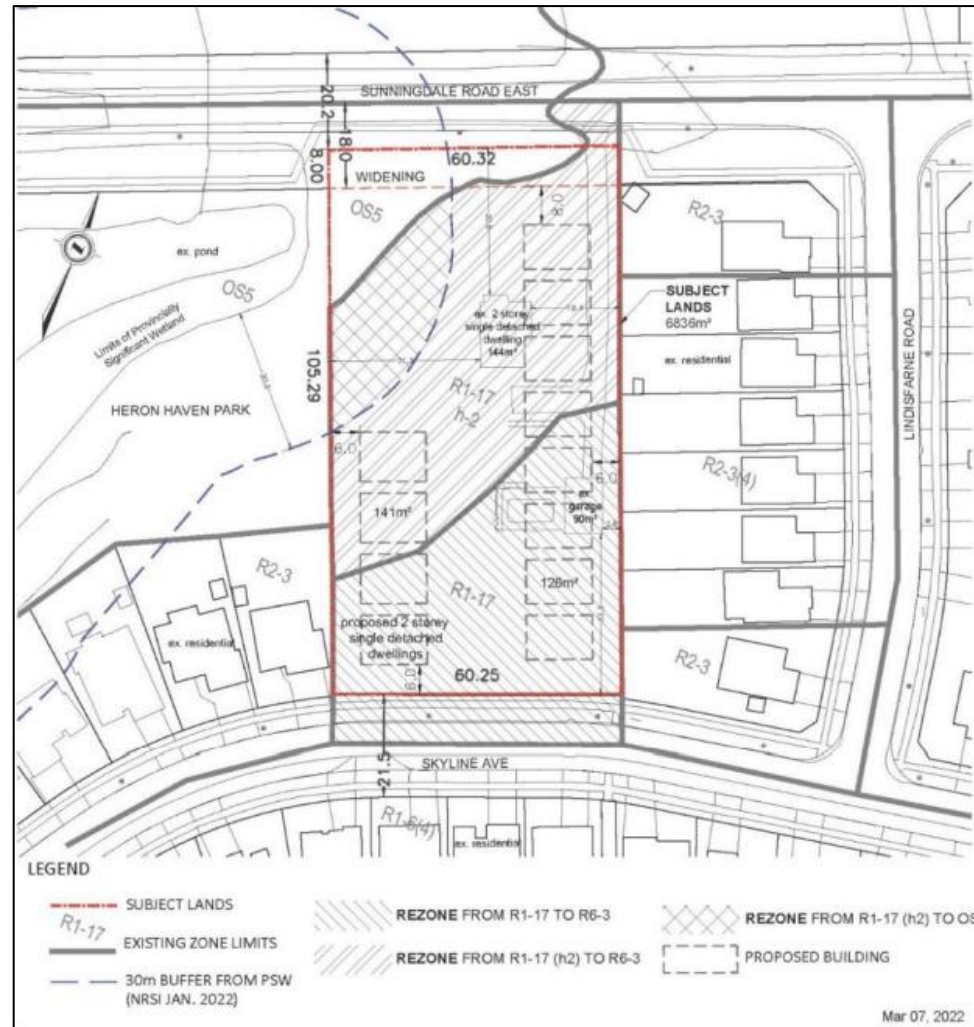 SUNNINGDALE ROAD EAST
20.2
18.0
8.00
60.32
WIDENING
OS5
8.0
R2-3
ex. pond
OS5
Limits of Provincially
Significant Wetland
SUBJECT
LANDS
6836m²
ex. 2 storey
single detached
dwelling
144m²
ex. residential
LINDISFARNE ROAD
105.29
HERON HAVEN PARK
R1-17
h-2
6.0
R2-3(4)
6.0
ex.
garage
90m²
141m²
R2-3
R1-17
126m²
ex. residential
proposed 2 storey
single detached
dwellings
R2-3
6.0
60.25
21.5
SKYLINE AVE
R1-6(4)
ex. residential
LEGEND
SUBJECT LANDS
R1-17
EXISTING ZONE LIMITS
30m BUFFER FROM PSW
(NRSI JAN. 2022)
REZONE FROM R1-17 TO R6-3
REZONE FROM R1-17 (h2) TO R6-3
REZONE FROM R1-17 (h2) TO OS
PROPOSED BUILDING
Mar 07, 2022